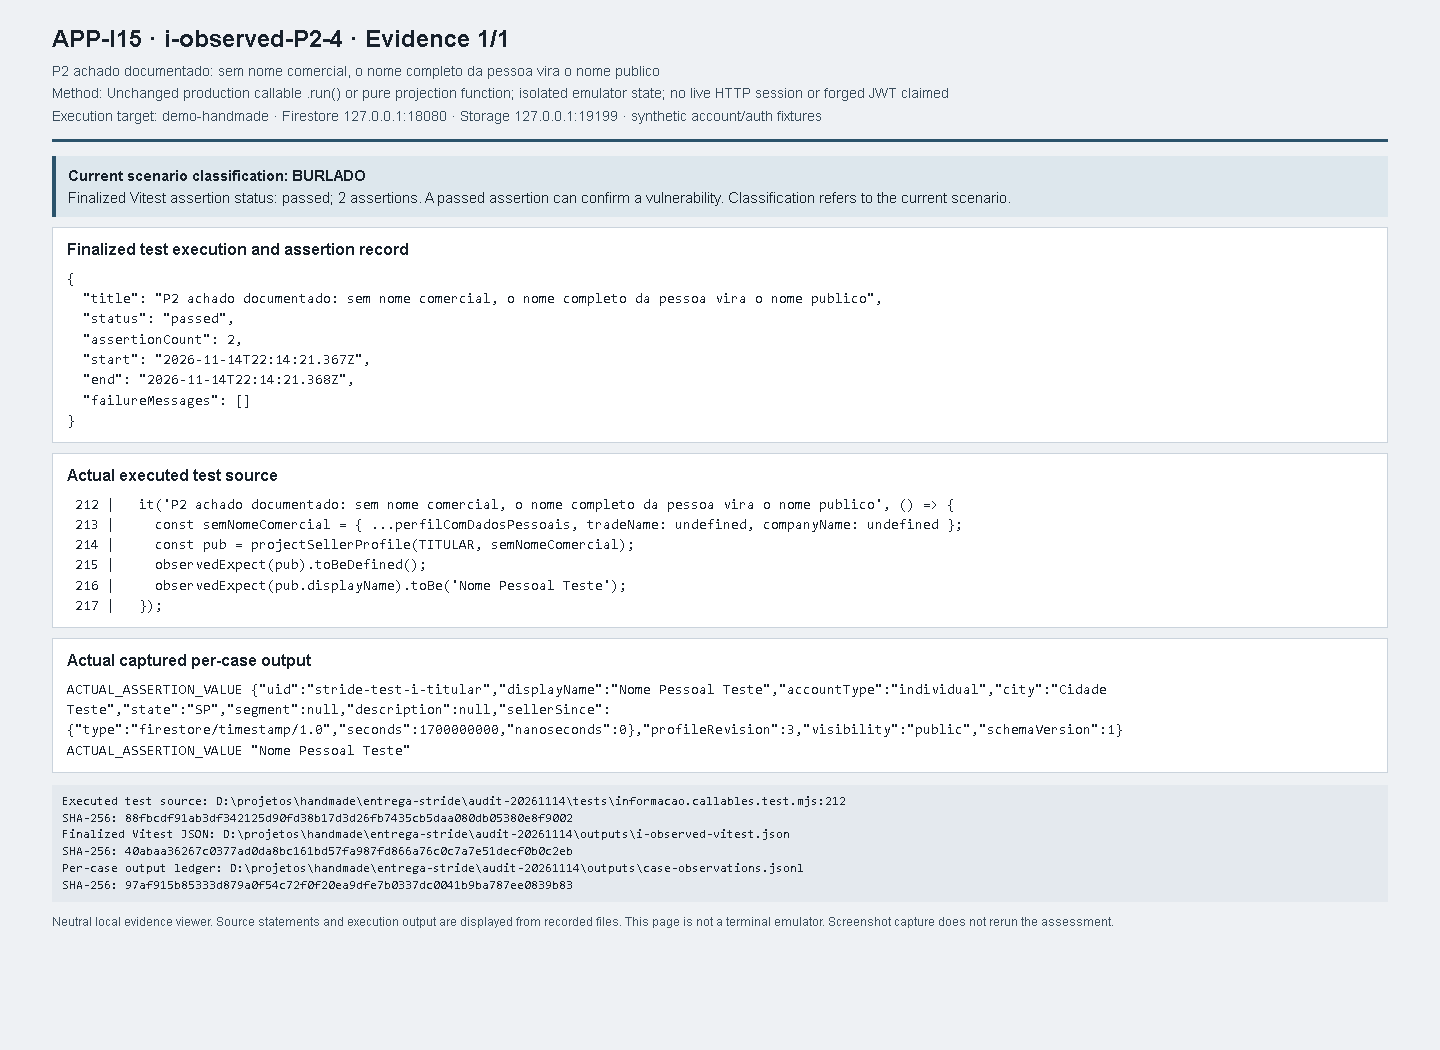 APP-I15 · i-observed-P2-4 · Evidence 1/1
P2 achado documentado: sem nome comercial, o nome completo da pessoa vira o nome publico
Method: Unchanged production callable .run() or pure projection function; isolated emulator state; no live HTTP session or forged JWT claimed
Execution target: demo-handmade · Firestore 127.0.0.1:18080 · Storage 127.0.0.1:19199 · synthetic account/auth fixtures
Current scenario classification: BURLADO
Finalized Vitest assertion status: passed; 2 assertions. A passed assertion can confirm a vulnerability. Classification refers to the current scenario.
Finalized test execution and assertion record
{
  "title": "P2 achado documentado: sem nome comercial, o nome completo da pessoa vira o nome publico",
  "status": "passed",
  "assertionCount": 2,
  "start": "2026-11-14T22:14:21.367Z",
  "end": "2026-11-14T22:14:21.368Z",
  "failureMessages": []
}
Actual executed test source
212 |   it('P2 achado documentado: sem nome comercial, o nome completo da pessoa vira o nome publico', () => {
213 |     const semNomeComercial = { ...perfilComDadosPessoais, tradeName: undefined, companyName: undefined };
214 |     const pub = projectSellerProfile(TITULAR, semNomeComercial);
215 |     observedExpect(pub).toBeDefined();
216 |     observedExpect(pub.displayName).toBe('Nome Pessoal Teste');
217 |   });
Actual captured per-case output
ACTUAL_ASSERTION_VALUE {"uid":"stride-test-i-titular","displayName":"Nome Pessoal Teste","accountType":"individual","city":"Cidade
Teste","state":"SP","segment":null,"description":null,"sellerSince":
{"type":"firestore/timestamp/1.0","seconds":1700000000,"nanoseconds":0},"profileRevision":3,"visibility":"public","schemaVersion":1}
ACTUAL_ASSERTION_VALUE "Nome Pessoal Teste"
Executed test source: D:\projetos\handmade\entrega-stride\audit-20261114\tests\informacao.callables.test.mjs:212
SHA-256: 88fbcdf91ab3df342125d90fd38b17d3d26fb7435cb5daa080db05380e8f9002
Finalized Vitest JSON: D:\projetos\handmade\entrega-stride\audit-20261114\outputs\i-observed-vitest.json
SHA-256: 40abaa36267c0377ad0da8bc161bd57fa987fd866a76c0c7a7e51decf0b0c2eb
Per-case output ledger: D:\projetos\handmade\entrega-stride\audit-20261114\outputs\case-observations.jsonl
SHA-256: 97af915b85333d879a0f54c72f0f20ea9dfe7b0337dc0041b9ba787ee0839b83
Neutral local evidence viewer. Source statements and execution output are displayed from recorded files. This page is not a terminal emulator. Screenshot capture does not rerun the assessment.